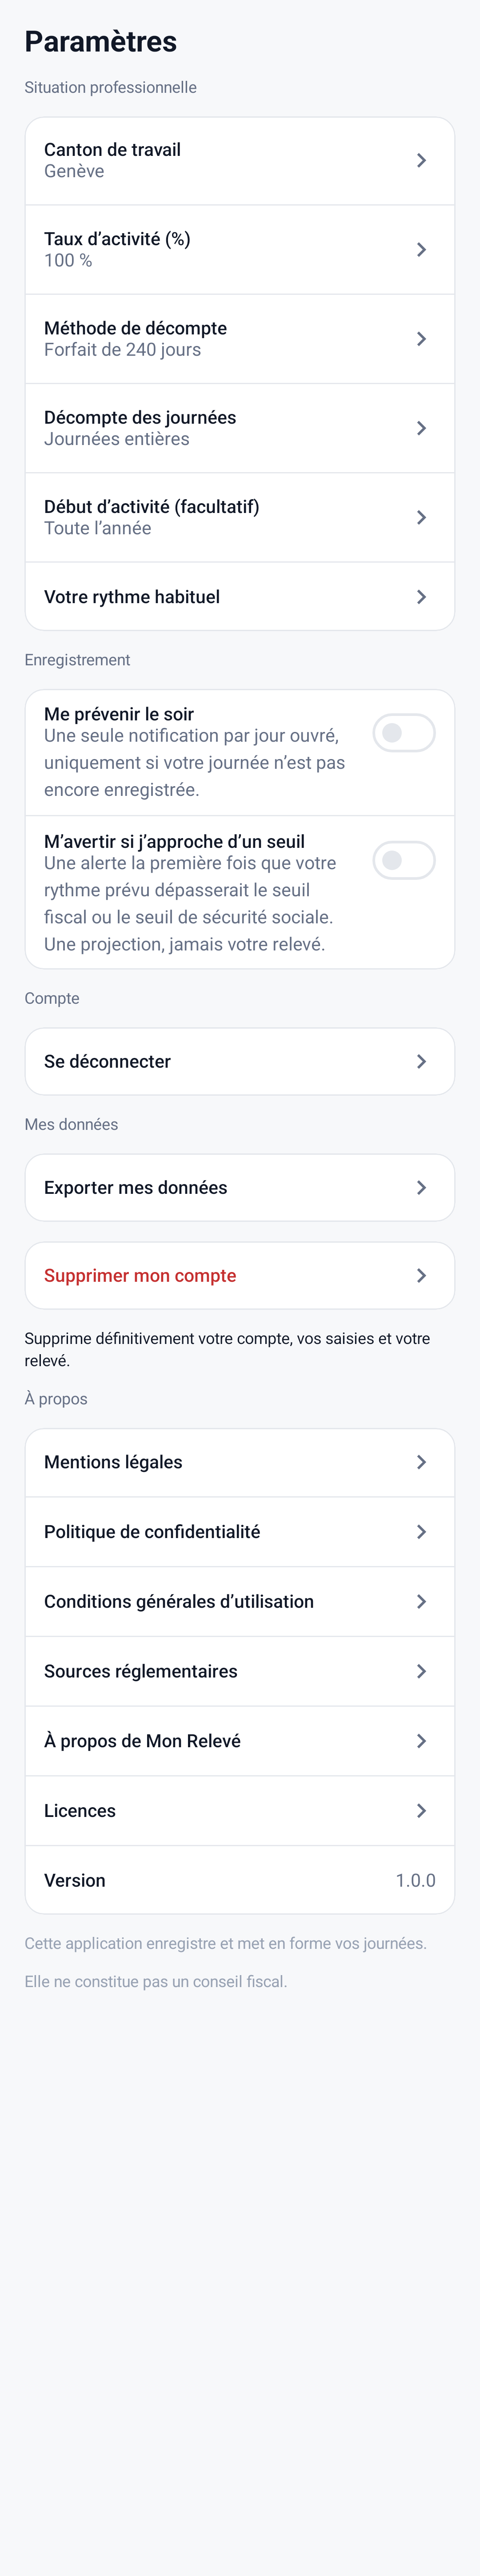 Paramètres
Situation professionnelle
Canton de travail
Genève
Taux d’activité (%)
100 %
Méthode de décompte
Forfait de 240 jours
Décompte des journées
Journées entières
Début d’activité (facultatif)
Toute l’année
Votre rythme habituel
Enregistrement
Me prévenir le soir
Une seule notification par jour ouvré,
uniquement si votre journée n’est pas
encore enregistrée.
M’avertir si j’approche d’un seuil
Une alerte la première fois que votre
rythme prévu dépasserait le seuil
fiscal ou le seuil de sécurité sociale.
Une projection, jamais votre relevé.
Compte
Se déconnecter
Mes données
Exporter mes données
Supprimer mon compte
Supprime définitivement votre compte, vos saisies et votre
relevé.
À propos
Mentions légales
Politique de confidentialité
Conditions générales d’utilisation
Sources réglementaires
À propos de Mon Relevé
Licences
Version 1.0.0
Cette application enregistre et met en forme vos journées.
Elle ne constitue pas un conseil fiscal.